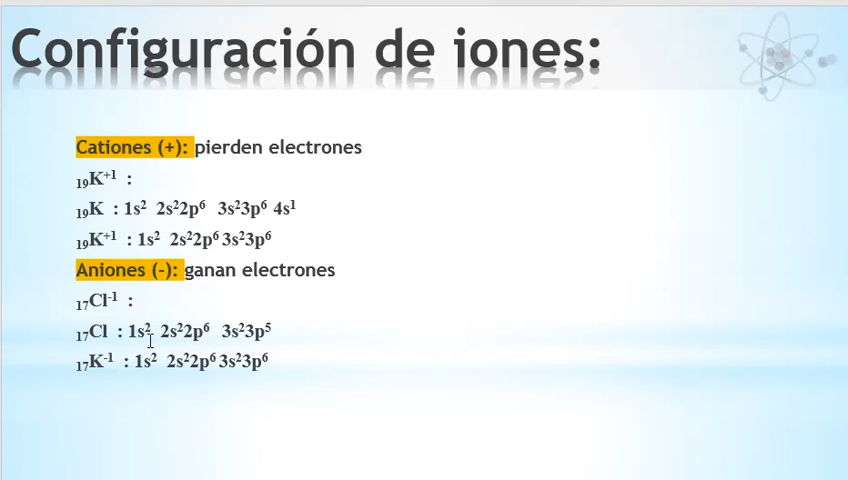 Configuración de iones:
Cationes (+): pierden electrones
₁₉K⁺¹ :
₁₉K : 1s² 2s²2p⁶ 3s²3p⁶ 4s¹
₁₉K⁺¹ : 1s² 2s²2p⁶ 3s²3p⁶
Aniones (-): ganan electrones
₁₇Cl⁻¹ :
₁₇Cl : 1s² 2s²2p⁶ 3s²3p⁵
₁₇K⁻¹ : 1s² 2s²2p⁶ 3s²3p⁶